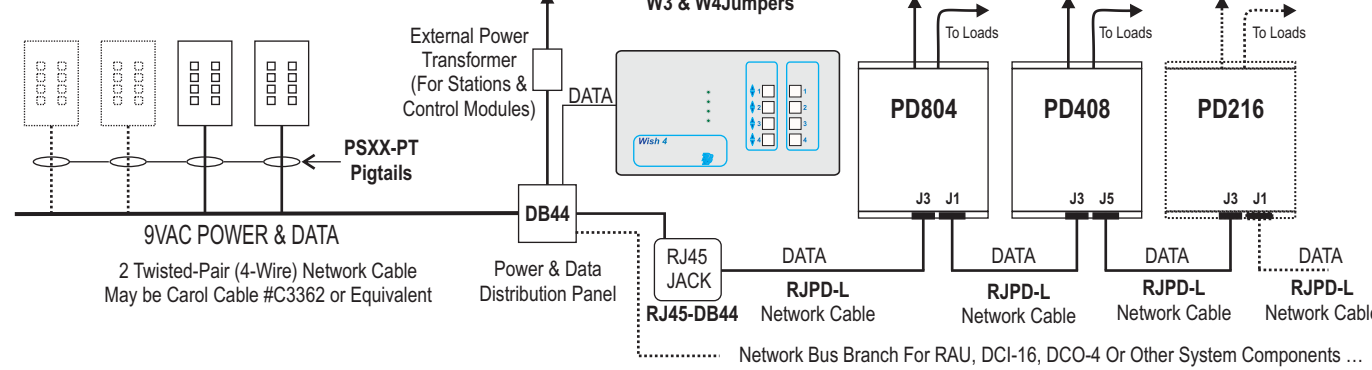 W3 & W4Jumpers
External Power
Transformer
(For Stations &
Control Modules)
DATA
1
2
3
4
1
2
3
4
Wish 4
To Loads
To Loads
To Loads
PD804
PD408
PD216
PSXX-PT
Pigtails
J3 J1
J3 J5
J3 J1
DB44
9VAC POWER & DATA
2 Twisted-Pair (4-Wire) Network Cable
May be Carol Cable #C3362 or Equivalent
Power & Data
Distribution Panel
RJ45
JACK
RJ45-DB44
DATA
RJPD-L
Network Cable
DATA
RJPD-L
Network Cable
DATA
RJPD-L
Network Cable
DATA
RJPD-L
Network Cable
Network Bus Branch For RAU, DCI-16, DCO-4 Or Other System Components …